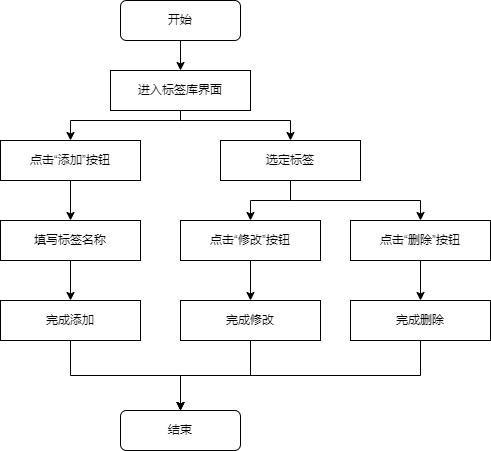 开始
进入标签库界面
点击“添加”按钮
选定标签
填写标签名称
点击“修改”按钮
点击“删除”按钮
完成添加
完成修改
完成删除
结束